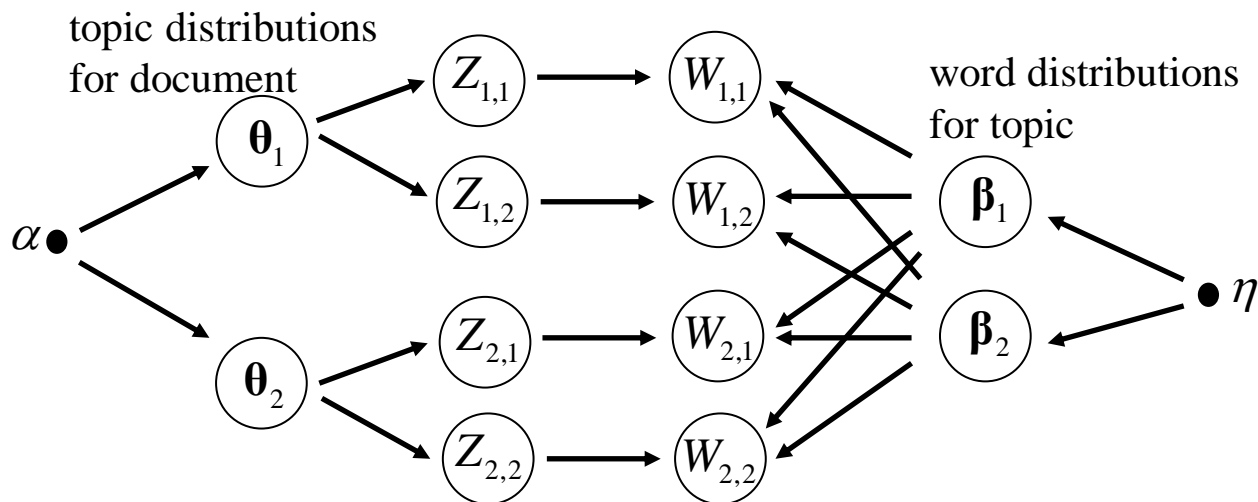 topic distributions
for document
word distributions
for topic
α
θ₁
θ₂
Z₁,₁
Z₁,₂
Z₂,₁
Z₂,₂
W₁,₁
W₁,₂
W₂,₁
W₂,₂
β₁
β₂
η